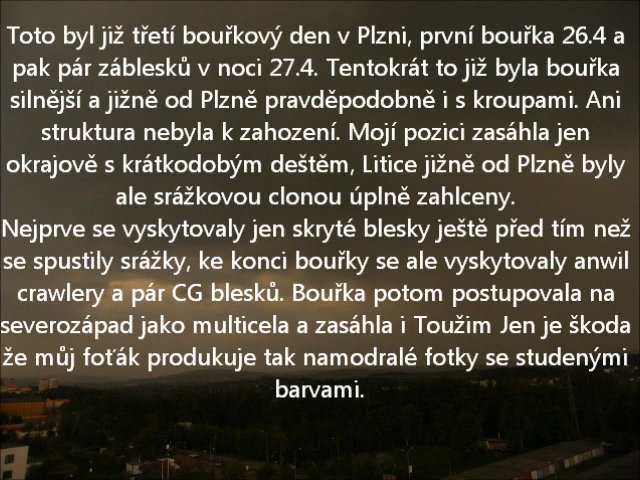 Toto byl již třetí bouřkový den v Plzni, první bouřka 26.4 a
pak pár záblesků v noci 27.4. Tentokrát to již byla bouřka
silnější a jižně od Plzně pravděpodobně i s kroupami. Ani
struktura nebyla k zahození. Mojí pozici zasáhla jen
okrajově s krátkodobým deštěm, Litice jižně od Plzně byly
ale srážkovou clonou úplně zahlceny.
Nejprve se vyskytovaly jen skryté blesky ještě před tím než
se spustily srážky, ke konci bouřky se ale vyskytovaly anwil
crawlery a pár CG blesků. Bouřka potom postupovala na
severozápad jako multicela a zasáhla i Toužim Jen je škoda
že můj foťák produkuje tak namodralé fotky se studenými
barvami.